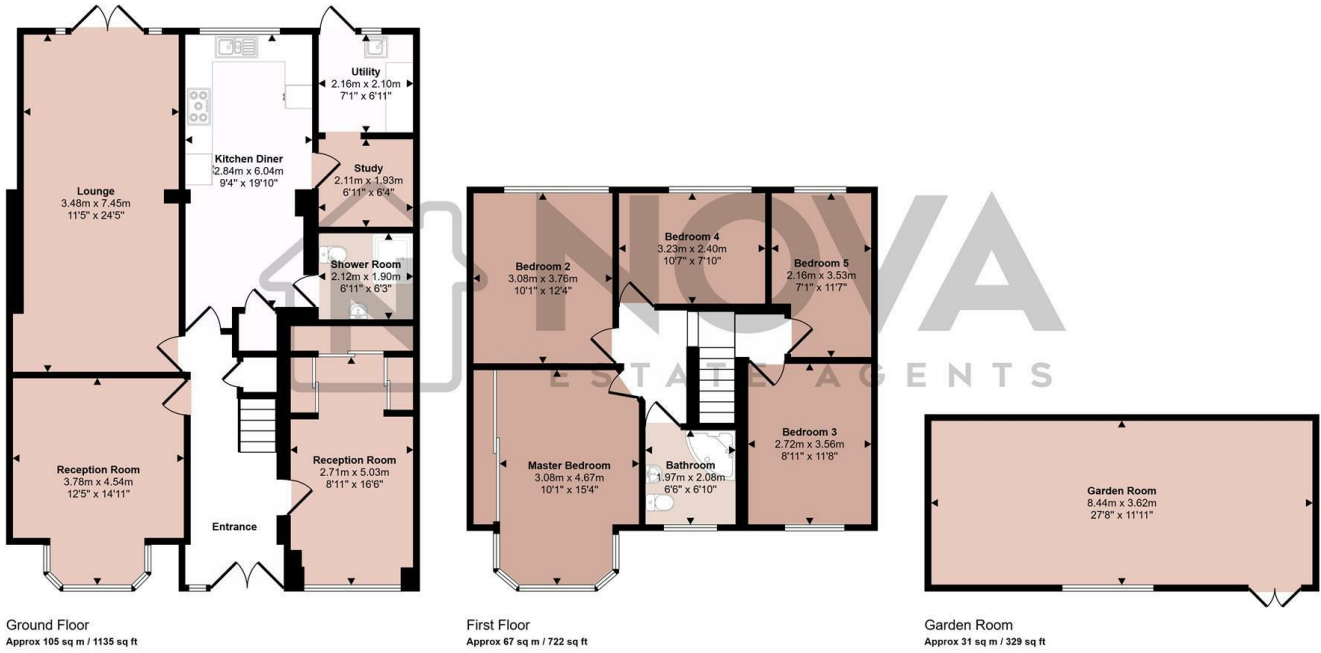 Utility
2.16m x 2.10m
7'1" x 6'11"
Kitchen Diner
2.84m x 6.04m
9'4" x 19'10"
Study
2.11m x 1.93m
6'11" x 6'4"
Lounge
3.48m x 7.45m
11'5" x 24'5"
Shower Room
2.12m x 1.90m
6'11" x 6'3"
Reception Room
3.78m x 4.54m
12'5" x 14'11"
Reception Room
2.71m x 5.03m
8'11" x 16'6"
Entrance
Ground Floor
Approx 105 sq m / 1135 sq ft
Bedroom 2
3.08m x 3.76m
10'1" x 12'4"
Bedroom 4
3.23m x 2.40m
10'7" x 7'10"
Bedroom 5
2.16m x 3.53m
7'1" x 11'7"
Master Bedroom
3.08m x 4.67m
10'1" x 15'4"
Bathroom
1.97m x 2.08m
6'6" x 6'10"
Bedroom 3
2.72m x 3.56m
8'11" x 11'8"
First Floor
Approx 67 sq m / 722 sq ft
Garden Room
8.44m x 3.62m
27'8" x 11'11"
Garden Room
Approx 31 sq m / 329 sq ft
NOVA
ESTATE AGENTS